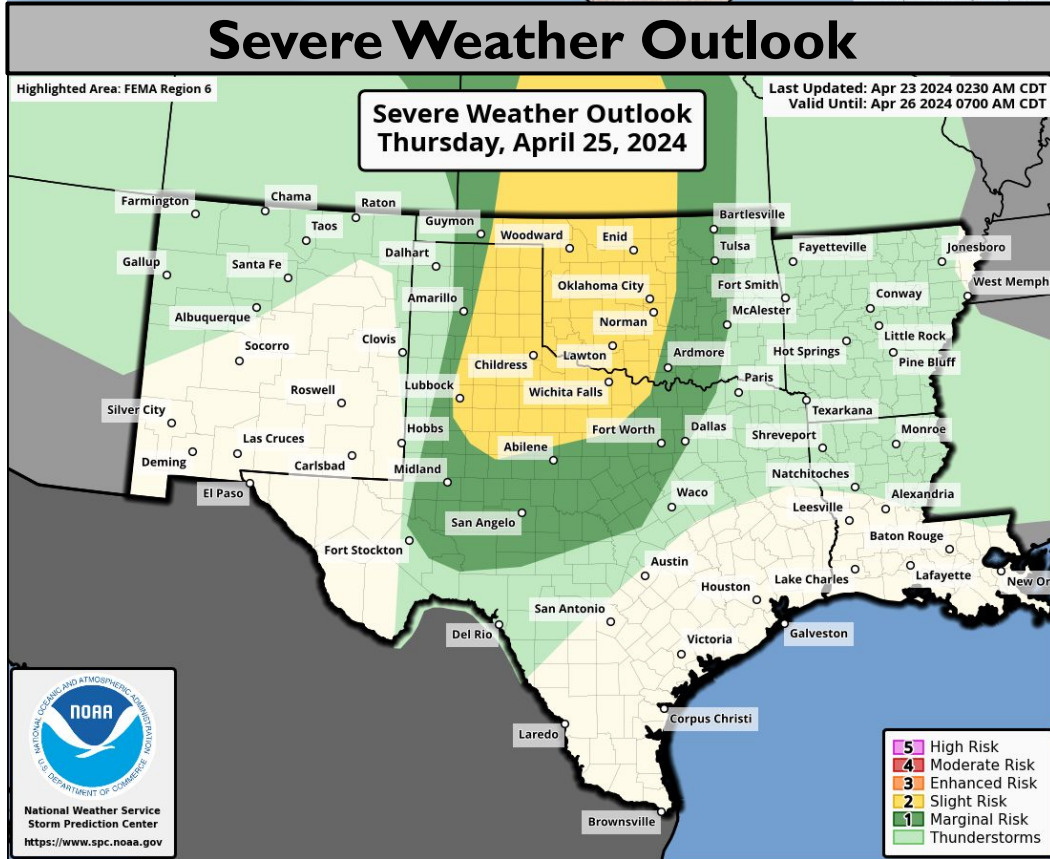 Severe Weather Outlook
Highlighted Area: FEMA Region 6
Last Updated: Apr 23 2024 0230 AM CDT
Valid Until: Apr 26 2024 0700 AM CDT
Severe Weather Outlook
Thursday, April 25, 2024
Farmington
Chama
Raton
Taos
Guymon
Woodward
Enid
Bartlesville
Tulsa
Fayetteville
Jonesboro
Gallup
Santa Fe
Dalhart
Oklahoma City
Fort Smith
Conway
West Memph
Albuquerque
Amarillo
Norman
McAlester
Little Rock
Socorro
Clovis
Childress
Lawton
Ardmore
Hot Springs
Pine Bluff
Roswell
Lubbock
Wichita Falls
Paris
Silver City
Hobbs
Texarkana
Las Cruces
Fort Worth
Dallas
Shreveport
Monroe
Deming
Carlsbad
Midland
Abilene
Natchitoches
El Paso
Waco
Alexandria
San Angelo
Leesville
Fort Stockton
Baton Rouge
Austin
Houston
Lake Charles
Lafayette
New Or
San Antonio
Del Rio
Galveston
Victoria
Laredo
Corpus Christi
Brownsville
NATIONAL OCEANIC AND ATMOSPHERIC ADMINISTRATION
NOAA
U.S. DEPARTMENT OF COMMERCE
National Weather Service
Storm Prediction Center
https://www.spc.noaa.gov
5 High Risk
4 Moderate Risk
3 Enhanced Risk
2 Slight Risk
1 Marginal Risk
Thunderstorms